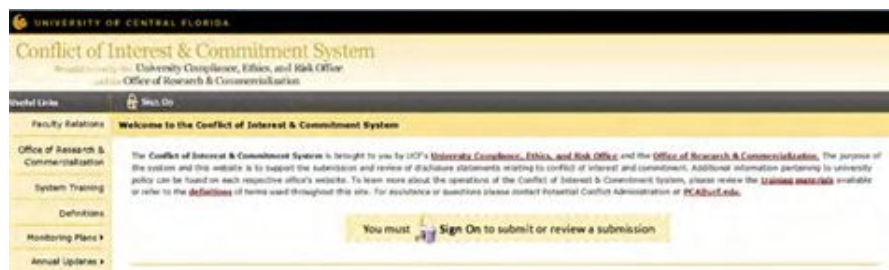 UNIVERSITY OF CENTRAL FLORIDA
Conflict of Interest & Commitment System
University Compliance, Ethics, and Risk Office
Office of Research & Commercialization
Useful Links
Sign On
Faculty Relations
Welcome to the Conflict of Interest & Commitment System
Office of Research &
Commercialization
System Training
Definitions
Monitoring Plans
Annual Updates
The Conflict of Interest & Commitment System is brought to you by UCF's University Compliance, Ethics, and Risk Office and the Office of Research & Commercialization. The purpose of
the system and this website is to support the submission and review of disclosure statements relating to conflict of interest and commitment. Additional information pertaining to university
policy can be found on each respective office's website. To learn more about the operations of the Conflict of Interest & Commitment System, please review the training materials available
or refer to the definitions of terms used throughout this site. For assistance or questions please contact Potential Conflict Administration at PCA@ucf.edu.
You must Sign On to submit or review a submission